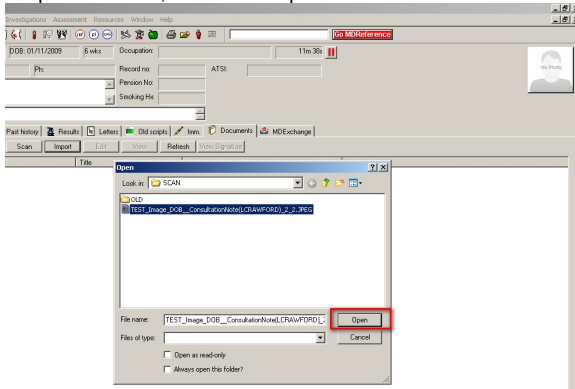 Investigations Assessment Resources Window Help
Go MDReference
DOB: 01/11/2009 6 wks Occupation: 11m 38s
Ph: Record no: ATSI:
No Photo
Pension No:
Smoking Hx:
Past history Results Letters Old scripts Imm. Documents MDExchange
Scan Import Edit View Refresh View Signature
Title
Open
Look in: SCAN
OLD
TEST_Image_DOB__ConsultationNote(LCRAWFORD)_2_2.JPEG
File name: TEST_Image_DOB__ConsultationNote(LCRAWFORD)_2 Open
Files of type: Cancel
Open as read-only
Always open this folder?